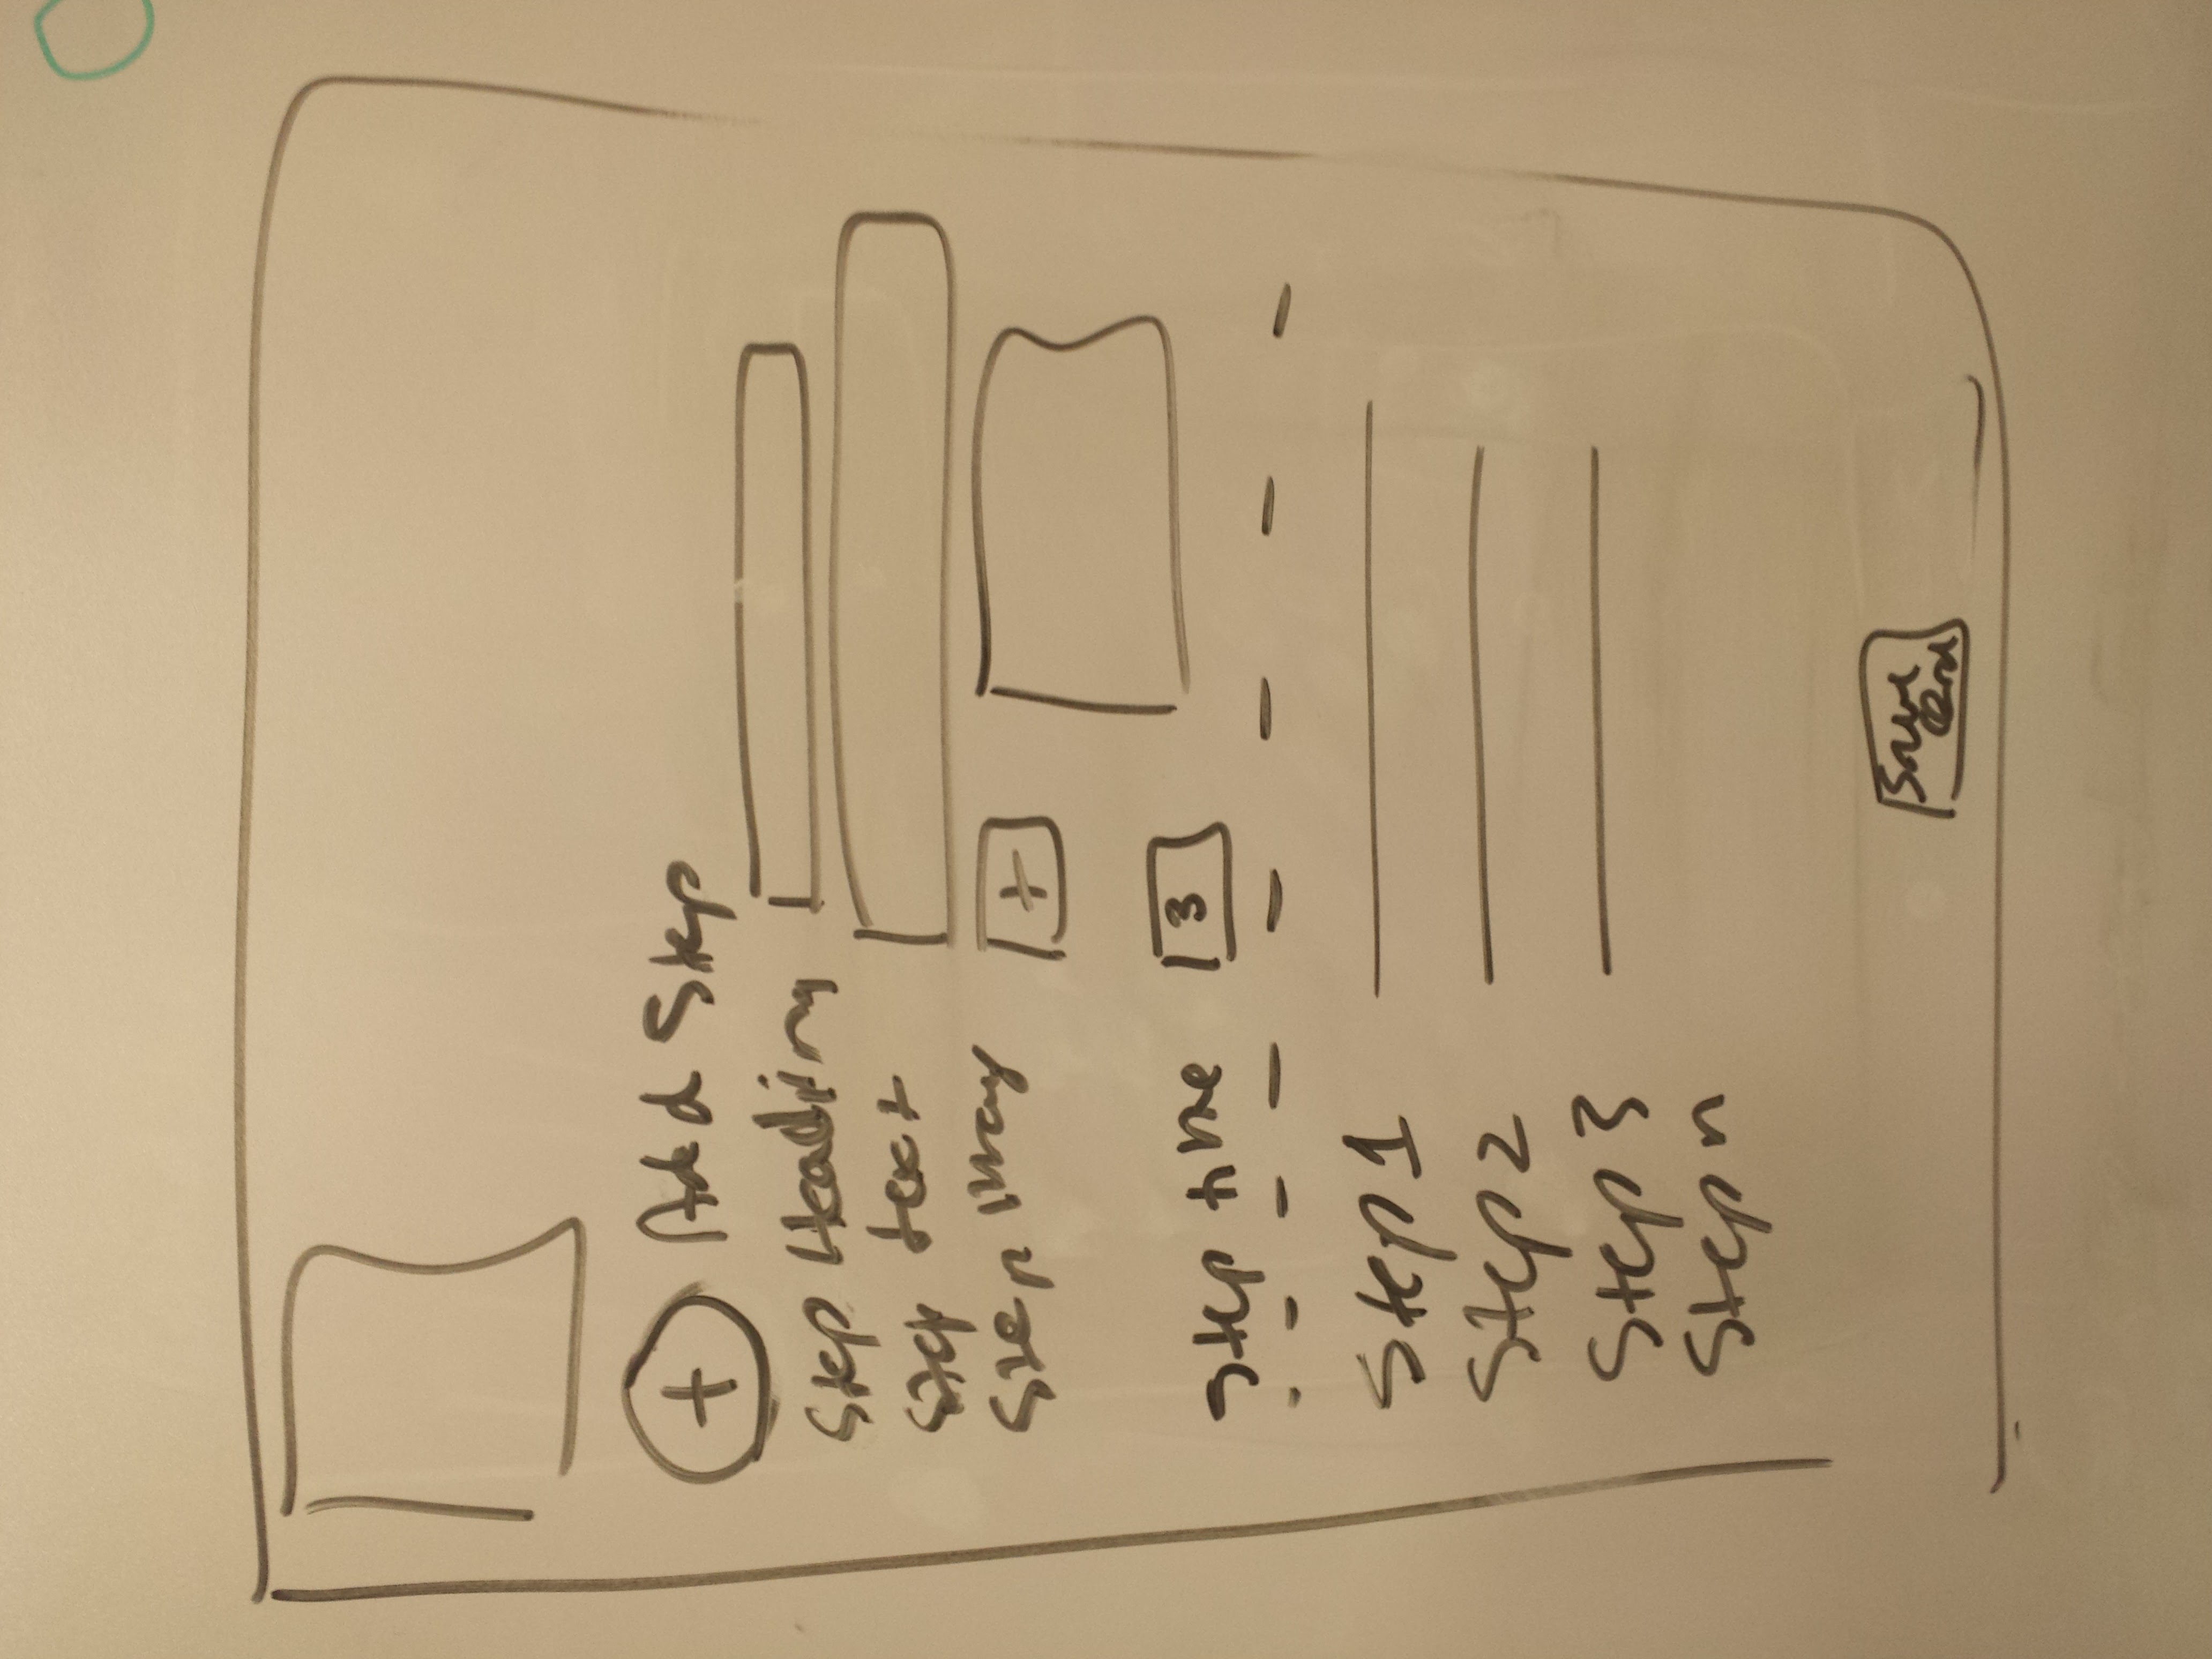 + Add Step
Step Heading
Step text
Step Imag
+
Step time 3
Step 1
Step 2
Step 3
Step n
Save
Card